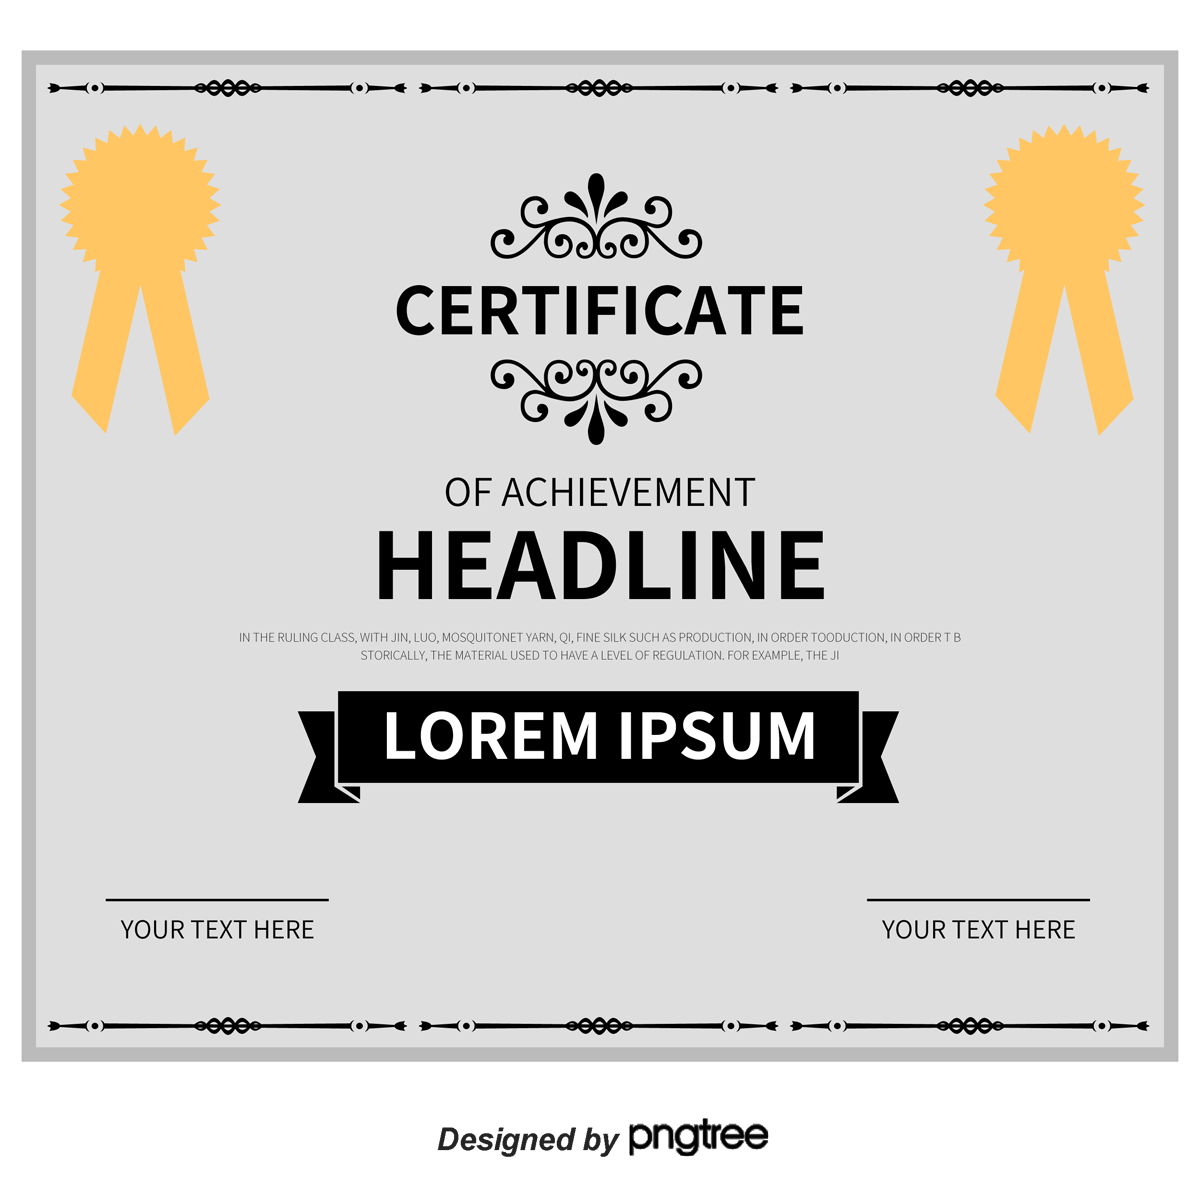 CERTIFICATE
OF ACHIEVEMENT
HEADLINE
IN THE RULING CLASS, WITH JIN, LUO, MOSQUITONET YARN, QI, FINE SILK SUCH AS PRODUCTION, IN ORDER TOODUCTION, IN ORDER T B
STORICALLY, THE MATERIAL USED TO HAVE A LEVEL OF REGULATION. FOR EXAMPLE, THE JI
LOREM IPSUM
YOUR TEXT HERE
YOUR TEXT HERE
Designed by pngtree